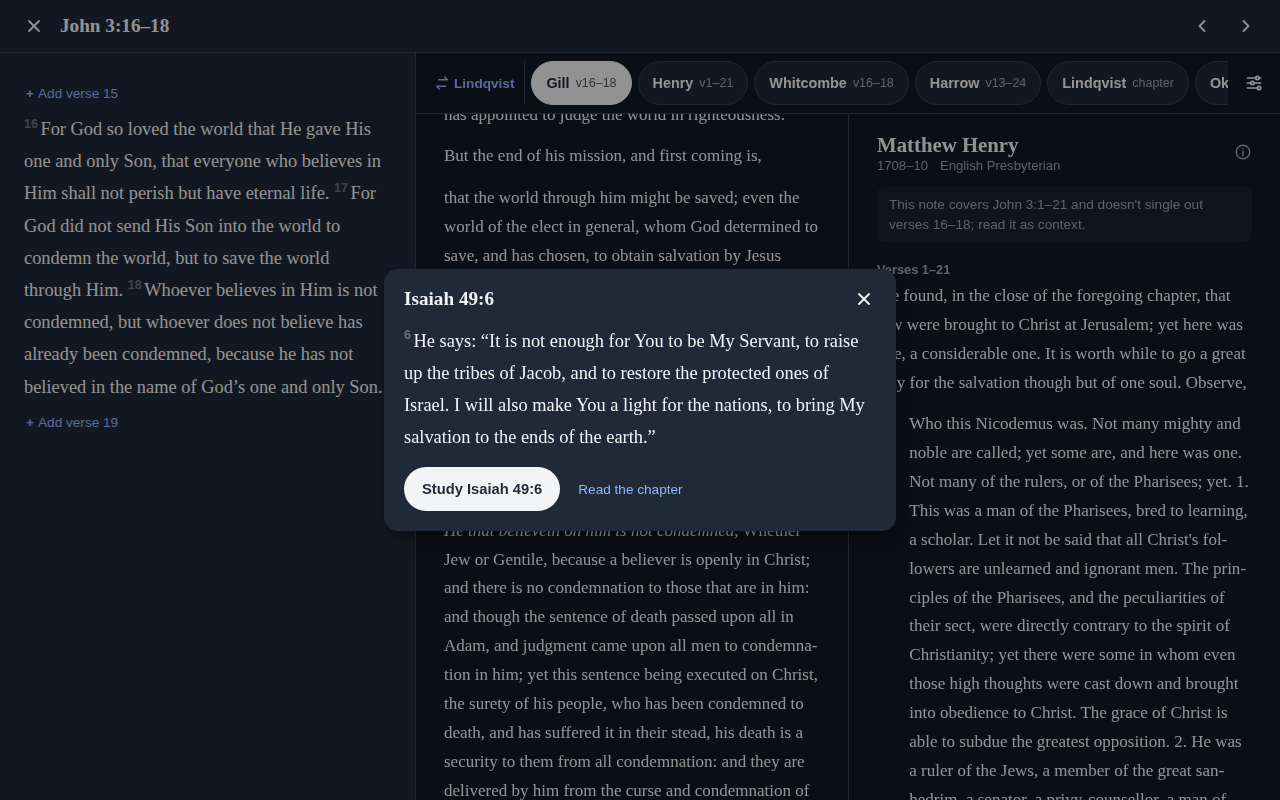 John 3:16–18
Lindqvist
Gill v16–18
Henry v1–21
Whitcombe v16–18
Harrow v13–24
Lindqvist chapter
Ok
+ Add verse 15
16 For God so loved the world that He gave His
one and only Son, that everyone who believes in
Him shall not perish but have eternal life. 17 For
God did not send His Son into the world to
condemn the world, but to save the world
through Him. 18 Whoever believes in Him is not
condemned, but whoever does not believe has
already been condemned, because he has not
believed in the name of God’s one and only Son.
+ Add verse 19
has appointed to judge the world in righteousness.
But the end of his mission, and first coming is,
that the world through him might be saved; even the
world of the elect in general, whom God determined to
save, and has chosen, to obtain salvation by Jesus
Isaiah 49:6
6 He says: “It is not enough for You to be My Servant, to raise
up the tribes of Jacob, and to restore the protected ones of
Israel. I will also make You a light for the nations, to bring My
salvation to the ends of the earth.”
Study Isaiah 49:6
Read the chapter
He that believeth on him is not condemned, Whether
Jew or Gentile, because a believer is openly in Christ;
and there is no condemnation to those that are in him:
and though the sentence of death passed upon all in
Adam, and judgment came upon all men to condemna-
tion in him; yet this sentence being executed on Christ,
the surety of his people, who has been condemned to
death, and has suffered it in their stead, his death is a
security to them from all condemnation: and they are
delivered by him from the curse and condemnation of
Matthew Henry
1708–10 English Presbyterian
This note covers John 3:1–21 and doesn't single out
verses 16–18; read it as context.
Verses 1–21
found, in the close of the foregoing chapter, that
were brought to Christ at Jerusalem; yet here was
a considerable one. It is worth while to go a great
for the salvation though but of one soul. Observe,
Who this Nicodemus was. Not many mighty and
noble are called; yet some are, and here was one.
Not many of the rulers, or of the Pharisees; yet. 1.
This was a man of the Pharisees, bred to learning,
a scholar. Let it not be said that all Christ's fol-
lowers are unlearned and ignorant men. The prin-
ciples of the Pharisees, and the peculiarities of
their sect, were directly contrary to the spirit of
Christianity; yet there were some in whom even
those high thoughts were cast down and brought
into obedience to Christ. The grace of Christ is
able to subdue the greatest opposition. 2. He was
a ruler of the Jews, a member of the great san-
hedrim, a senator, a privy-counsellor, a man of